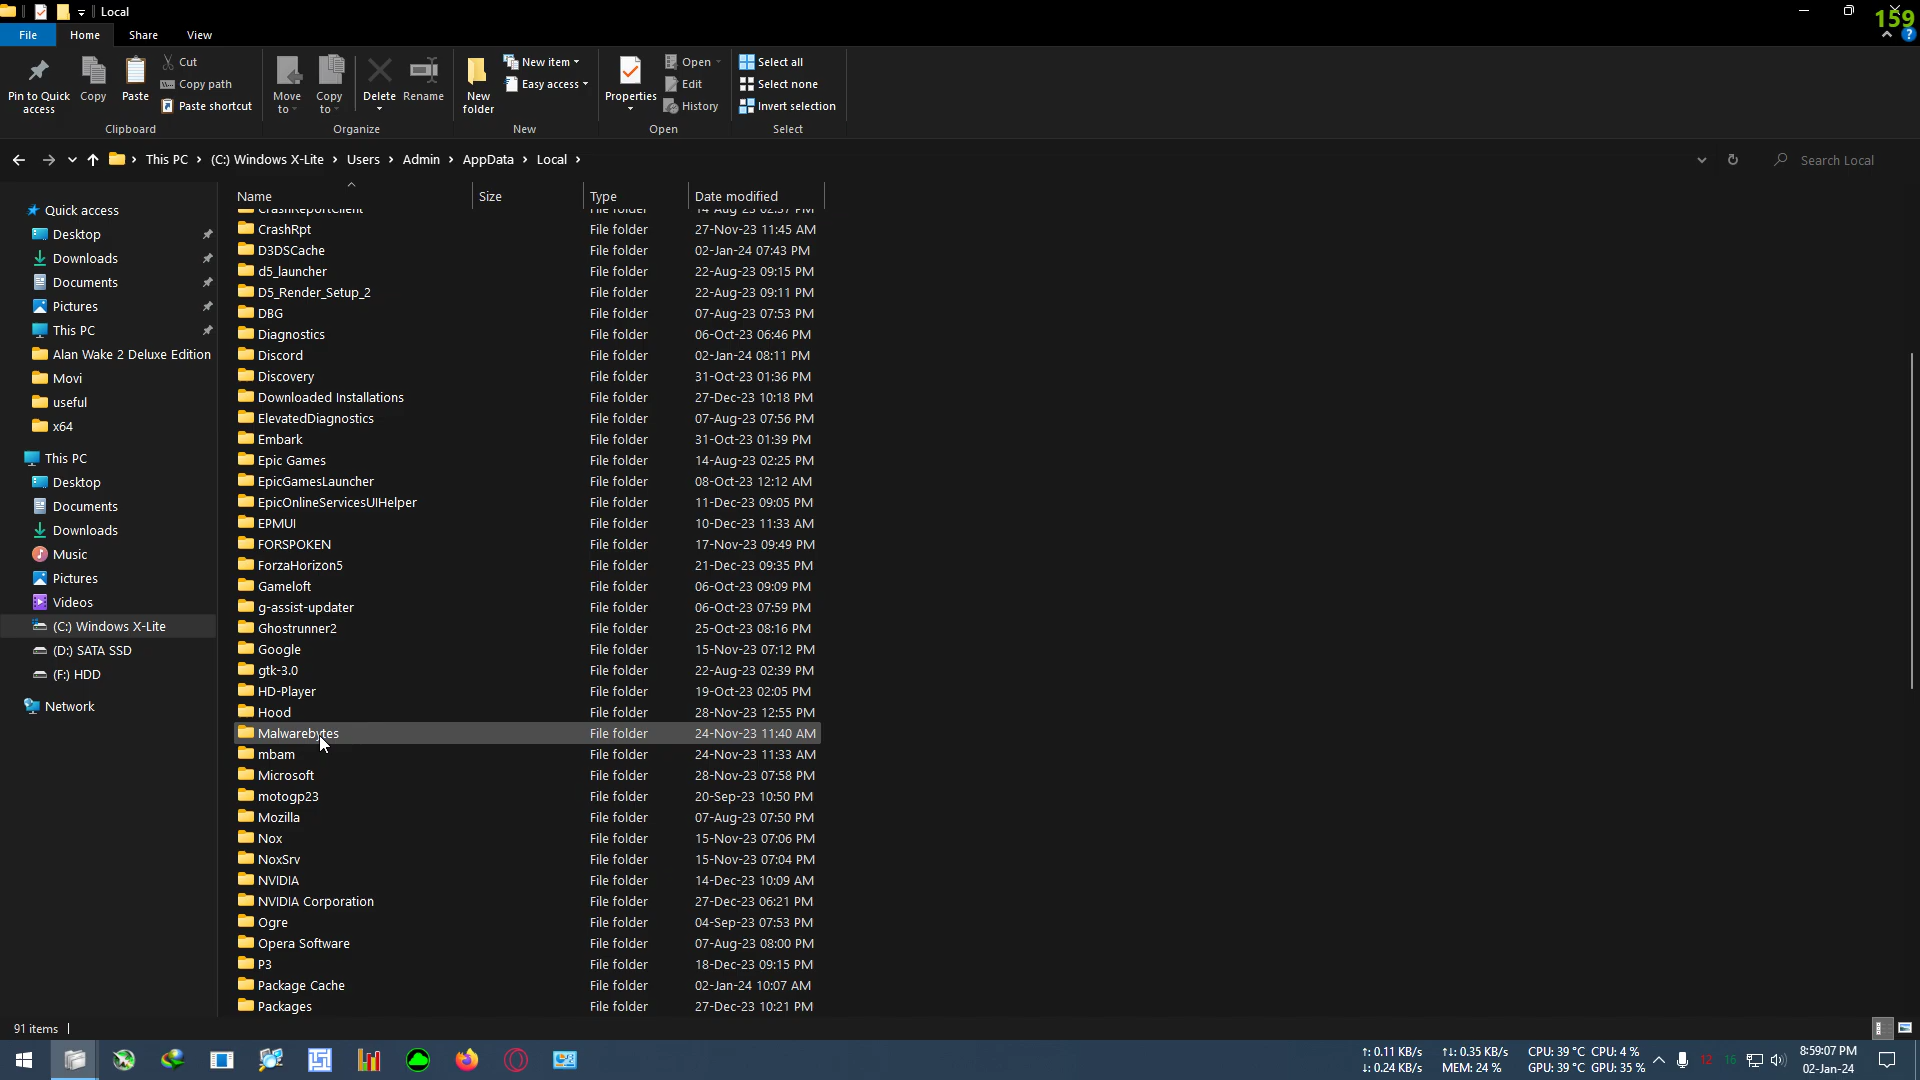 Local
159
File Home Share View
Pin to Quick access
Copy
Paste
Cut
Copy path
Paste shortcut
Clipboard
Move to
Copy to
Delete
Rename
Organize
New folder
New item
Easy access
New
Properties
Open
Edit
History
Open
Select all
Select none
Invert selection
Select
This PC › (C:) Windows X-Lite › Users › Admin › AppData › Local ›
Search Local
Quick access
Desktop
Downloads
Documents
Pictures
This PC
Alan Wake 2 Deluxe Edition
Movi
useful
x64
This PC
Desktop
Documents
Downloads
Music
Pictures
Videos
(C:) Windows X-Lite
(D:) SATA SSD
(F:) HDD
Network
Name Size Type Date modified
CrashReportClient File folder 14-Aug-23 02:37 PM
CrashRpt File folder 27-Nov-23 11:45 AM
D3DSCache File folder 02-Jan-24 07:43 PM
d5_launcher File folder 22-Aug-23 09:15 PM
D5_Render_Setup_2 File folder 22-Aug-23 09:11 PM
DBG File folder 07-Aug-23 07:53 PM
Diagnostics File folder 06-Oct-23 06:46 PM
Discord File folder 02-Jan-24 08:11 PM
Discovery File folder 31-Oct-23 01:36 PM
Downloaded Installations File folder 27-Dec-23 10:18 PM
ElevatedDiagnostics File folder 07-Aug-23 07:56 PM
Embark File folder 31-Oct-23 01:39 PM
Epic Games File folder 14-Aug-23 02:25 PM
EpicGamesLauncher File folder 08-Oct-23 12:12 AM
EpicOnlineServicesUIHelper File folder 11-Dec-23 09:05 PM
EPMUI File folder 10-Dec-23 11:33 AM
FORSPOKEN File folder 17-Nov-23 09:49 PM
ForzaHorizon5 File folder 21-Dec-23 09:35 PM
Gameloft File folder 06-Oct-23 09:09 PM
g-assist-updater File folder 06-Oct-23 07:59 PM
Ghostrunner2 File folder 25-Oct-23 08:16 PM
Google File folder 15-Nov-23 07:12 PM
gtk-3.0 File folder 22-Aug-23 02:39 PM
HD-Player File folder 19-Oct-23 02:05 PM
Hood File folder 28-Nov-23 12:55 PM
Malwarebytes File folder 24-Nov-23 11:40 AM
mbam File folder 24-Nov-23 11:33 AM
Microsoft File folder 28-Nov-23 07:58 PM
motogp23 File folder 20-Sep-23 10:50 PM
Mozilla File folder 07-Aug-23 07:50 PM
Nox File folder 15-Nov-23 07:06 PM
NoxSrv File folder 15-Nov-23 07:04 PM
NVIDIA File folder 14-Dec-23 10:09 AM
NVIDIA Corporation File folder 27-Dec-23 06:21 PM
Ogre File folder 04-Sep-23 07:53 PM
Opera Software File folder 07-Aug-23 08:00 PM
P3 File folder 18-Dec-23 09:15 PM
Package Cache File folder 02-Jan-24 10:07 AM
Packages File folder 27-Dec-23 10:21 PM
91 items
↑: 0.11 KB/s ↑↓: 0.35 KB/s CPU: 39 °C CPU: 4 % 12 16 8:59:07 PM
↓: 0.24 KB/s MEM: 24 % GPU: 39 °C GPU: 35 % 02-Jan-24